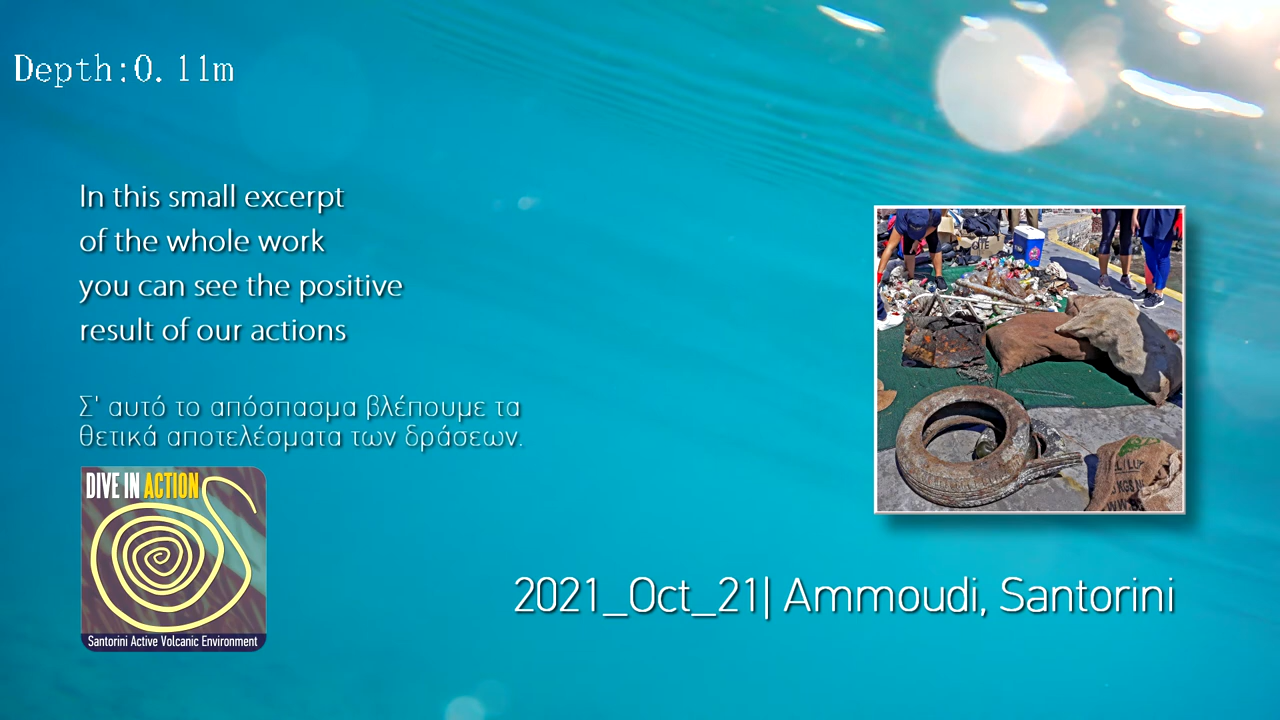 Depth:0.11m
In this small excerpt
of the whole work
you can see the positive
result of our actions
Σ' αυτό το απόσπασμα βλέπουμε τα
θετικά αποτελέσματα των δράσεων.
DIVE IN ACTION
Santorini Active Volcanic Environment
2021_Oct_21| Ammoudi, Santorini